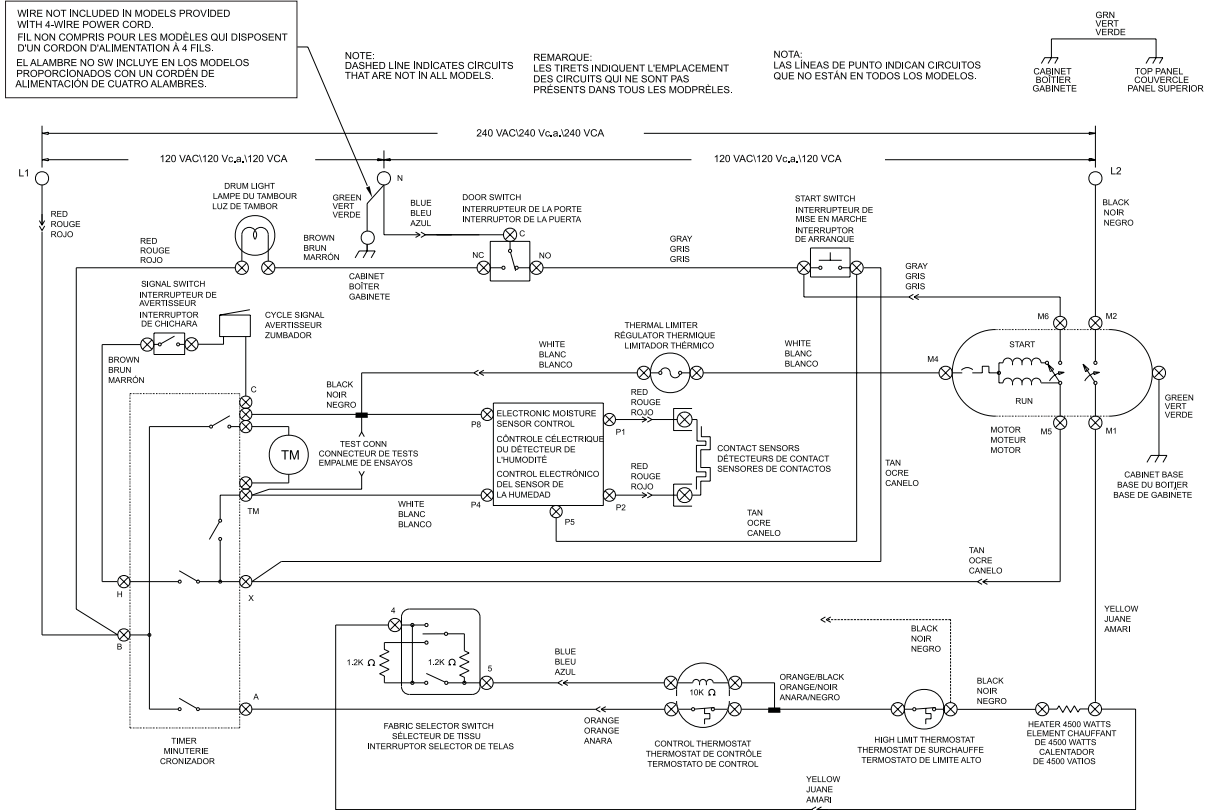 WIRE NOT INCLUDED IN MODELS PROVIDED
WITH 4-WIRE POWER CORD.
FIL NON COMPRIS POUR LES MODÈLES QUI DISPOSENT
D'UN CORDON D'ALIMENTATION À 4 FILS.
EL ALAMBRE NO SW INCLUYE EN LOS MODELOS
PROPORCIONADOS CON UN CORDÉN DE
ALIMENTACIÓN DE CUATRO ALAMBRES.
NOTE:
DASHED LINE INDICATES CIRCUITS
THAT ARE NOT IN ALL MODELS.
REMARQUE:
LES TIRETS INDIQUENT L'EMPLACEMENT
DES CIRCUITS QUI NE SONT PAS
PRÉSENTS DANS TOUS LES MODPRÈLES.
NOTA:
LAS LÍNEAS DE PUNTO INDICAN CIRCUITOS
QUE NO ESTÁN EN TODOS LOS MODELOS.
GRN
VERT
VERDE
CABINET
BOÎTIER
GABINETE
TOP PANEL
COUVERCLE
PANEL SUPERIOR
240 VAC\240 Vc.a.\240 VCA
120 VAC\120 Vc.a.\120 VCA
120 VAC\120 Vc.a.\120 VCA
L1
N
L2
RED
ROUGE
ROJO
DRUM LIGHT
LAMPE DU TAMBOUR
LUZ DE TAMBOR
GREEN
VERT
VERDE
BLUE
BLEU
AZUL
DOOR SWITCH
INTERRUPTEUR DE LA PORTE
INTERRUPTOR DE LA PUERTA
START SWITCH
INTERRUPTEUR DE
MISE EN MARCHE
INTERRUPTOR
DE ARRANQUE
BLACK
NOIR
NEGRO
RED
ROUGE
ROJO
BROWN
BRUN
MARRÓN
C
NC
NO
GRAY
GRIS
GRIS
CABINET
BOÎTER
GABINETE
GRAY
GRIS
GRIS
SIGNAL SWITCH
INTERRUPTEUR DE
AVERTISSEUR
INTERRUPTOR
DE CHICHARA
CYCLE SIGNAL
AVERTISSEUR
ZUMBADOR
THERMAL LIMITER
RÉGULATOR THERMIQUE
LIMITADOR THÉRMICO
M6
M2
START
BROWN
BRUN
MARRÓN
WHITE
BLANC
BLANCO
WHITE
BLANC
BLANCO
M4
RUN
C
BLACK
NOIR
NEGRO
RED
ROUGE
ROJO
GREEN
VERT
VERDE
P8
ELECTRONIC MOISTURE
SENSOR CONTROL
CÔNTRÔLE CÉLECTRIQUE
DU DÉTECTEUR DE
L'HUMODITÉ
CONTROL ELECTRÓNICO
DEL SENSOR DE
LA HUMEDAD
P1
MOTOR
MOTEUR
MOTOR
M5
M1
TM
TEST CONN
CONNECTEUR DE TESTS
EMPALME DE ENSAYOS
CONTACT SENSORS
DÉTECTEURS DE CONTACT
SENSORES DE CONTACTOS
RED
ROUGE
ROJO
TAN
OCRE
CANELO
CABINET BASE
BASE DU BOITJER
BASE DE GABINETE
TM
WHITE
BLANC
BLANCO
P4
P2
P5
TAN
OCRE
CANELO
TAN
OCRE
CANELO
H
X
4
YELLOW
JUANE
AMARI
B
1.2K Ω
1.2K Ω
5
BLUE
BLEU
AZUL
BLACK
NOIR
NEGRO
A
10K Ω
ORANGE/BLACK
ORANGE/NOIR
ANARA/NEGRO
BLACK
NOIR
NEGRO
TIMER
MINUTERIE
CRONIZADOR
FABRIC SELECTOR SWITCH
SÉLECTEUR DE TISSU
INTERRUPTOR SELECTOR DE TELAS
ORANGE
ORANGE
ANARA
CONTROL THERMOSTAT
THERMOSTAT DE CONTRÔLE
TERMOSTATO DE CONTROL
HIGH LIMIT THERMOSTAT
THERMOSTAT DE SURCHAUFFE
TERMOSTATO DE LIMITE ALTO
HEATER 4500 WATTS
ELEMENT CHAUFFANT
DE 4500 WATTS
CALENTADOR
DE 4500 VATIOS
YELLOW
JUANE
AMARI